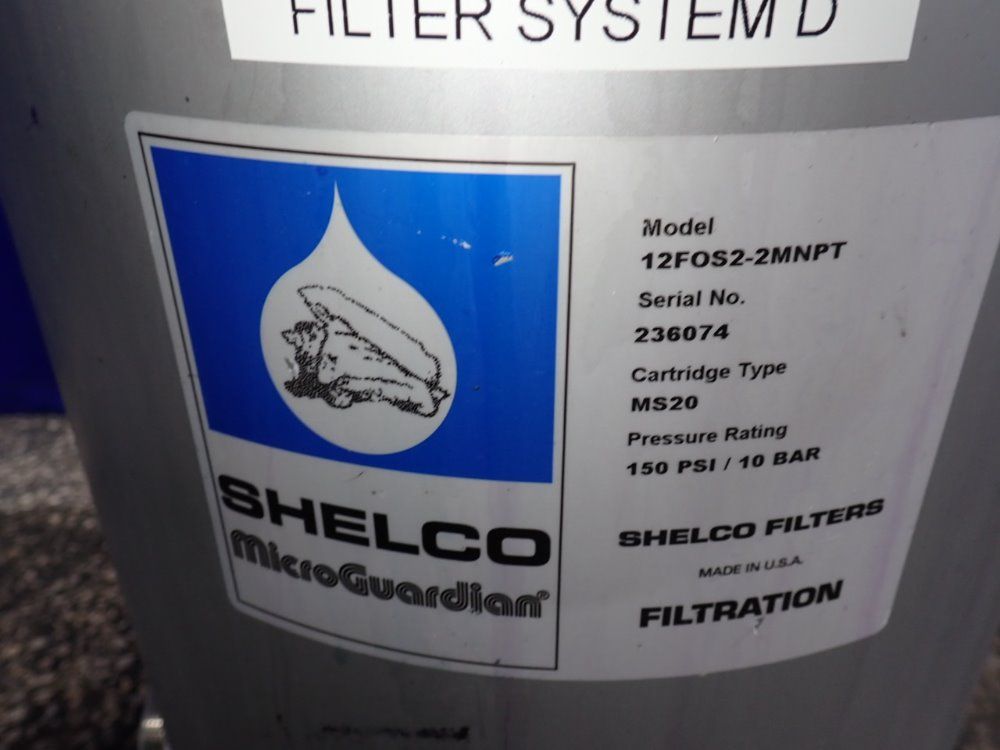 FILTER SYSTEM D
Model
12FOS2-2MNPT
Serial No.
236074
Cartridge Type
MS20
Pressure Rating
150 PSI / 10 BAR
SHELCO
MicroGuardian®
SHELCO FILTERS
MADE IN U.S.A.
FILTRATION